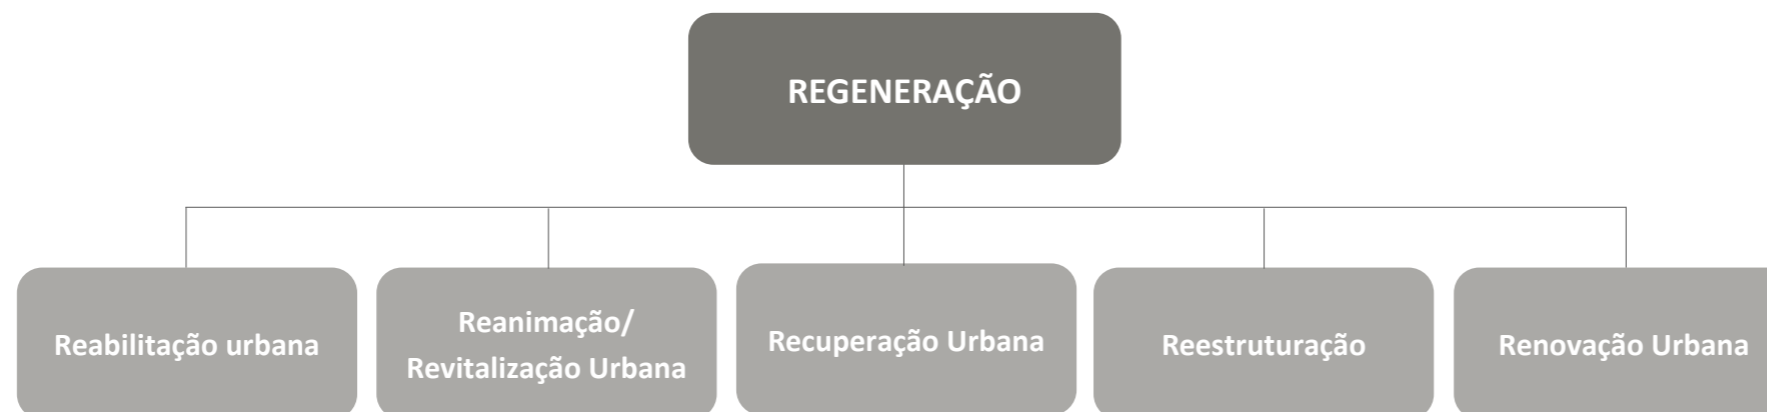 REGENERAÇÃO
Reabilitação urbana
Reanimação/
Revitalização Urbana
Recuperação Urbana
Reestruturação
Renovação Urbana